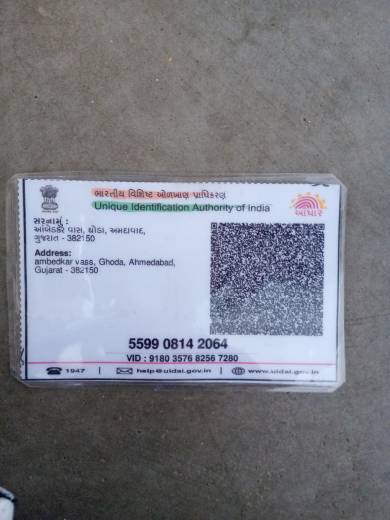 ભારતીય વિશિષ્ટ ઓળખાણ પ્રાધિકરણ
Unique Identification Authority of India
આધાર
સરનામું :
આંબેડકર વાસ, ઘોડા, અમદાવાદ,
ગુજરાત - 382150
Address:
ambedkar vass, Ghoda, Ahmedabad,
Gujarat - 382150
5599 0814 2064
VID : 9180 3576 8256 7280
1947 | help@uidai.gov.in | www.uidai.gov.in